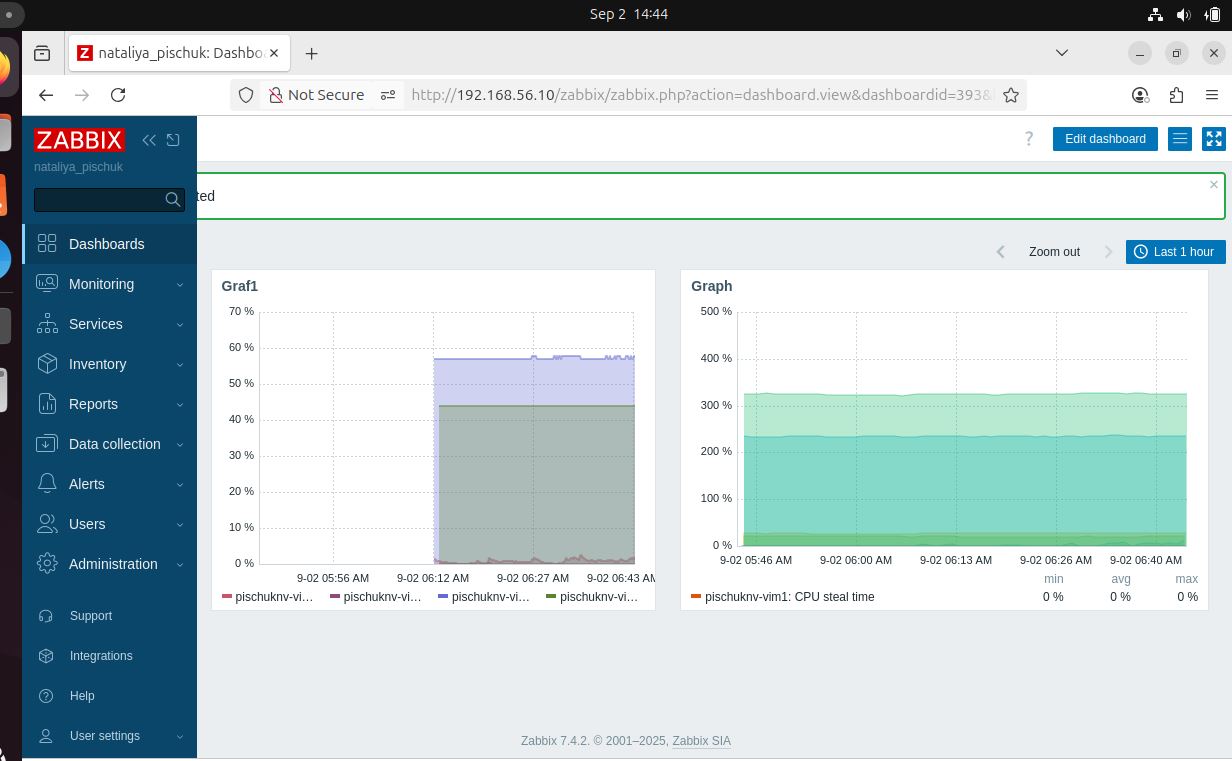 Sep 2 14:44
nataliya_pischuk: Dashbo
Not Secure
http://192.168.56.10/zabbix/zabbix.php?action=dashboard.view&dashboardid=393&
ZABBIX
nataliya_pischuk
? Edit dashboard
ted
Dashboards
Monitoring
Services
Inventory
Reports
Data collection
Alerts
Users
Administration
Support
Integrations
Help
User settings
Zoom out Last 1 hour
Graf1
70 %
60 %
50 %
40 %
30 %
20 %
10 %
0 %
9-02 05:56 AM 9-02 06:12 AM 9-02 06:27 AM 9-02 06:43 AM
pischuknv-vi... pischuknv-vi... pischuknv-vi... pischuknv-vi...
Graph
500 %
400 %
300 %
200 %
100 %
0 %
9-02 05:46 AM 9-02 06:00 AM 9-02 06:13 AM 9-02 06:26 AM 9-02 06:40 AM
min avg max
pischuknv-vim1: CPU steal time 0 % 0 % 0 %
Zabbix 7.4.2. © 2001–2025, Zabbix SIA